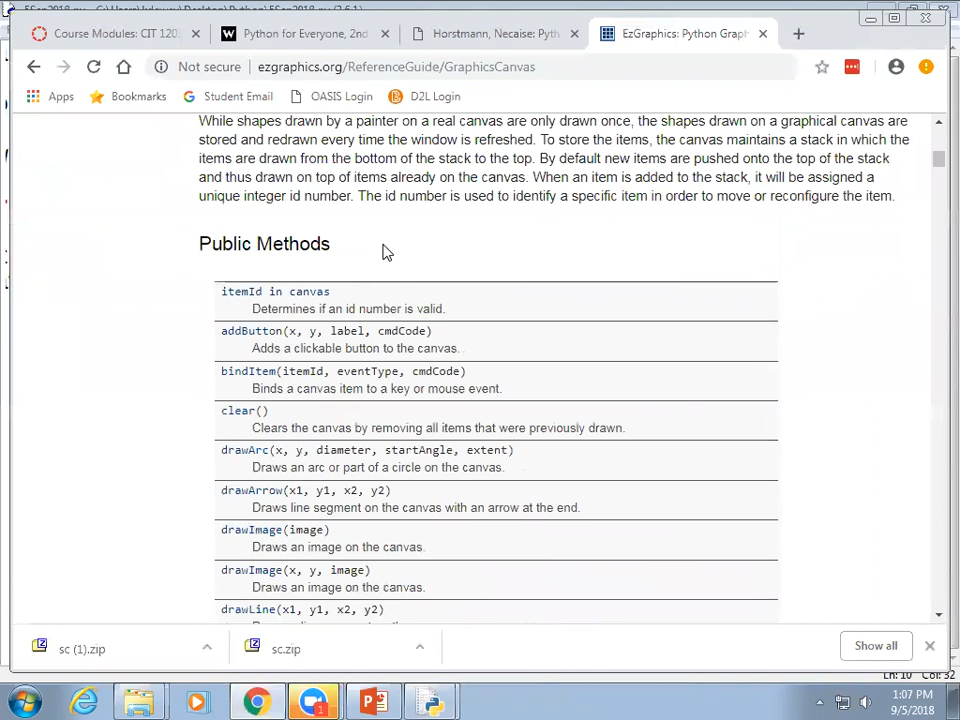 Course Modules: CIT 120.
Python for Everyone, 2nd
Horstmann, Necaise: Pyth
EzGraphics: Python Graph
Not secure
ezgraphics.org/ReferenceGuide/GraphicsCanvas
Apps
Bookmarks
Student Email
OASIS Login
D2L Login
While shapes drawn by a painter on a real canvas are only drawn once, the shapes drawn on a graphical canvas are
stored and redrawn every time the window is refreshed. To store the items, the canvas maintains a stack in which the
items are drawn from the bottom of the stack to the top. By default new items are pushed onto the top of the stack
and thus drawn on top of items already on the canvas. When an item is added to the stack, it will be assigned a
unique integer id number. The id number is used to identify a specific item in order to move or reconfigure the item.
Public Methods
itemId in canvas
Determines if an id number is valid.
addButton(x, y, label, cmdCode)
Adds a clickable button to the canvas.
bindItem(itemId, eventType, cmdCode)
Binds a canvas item to a key or mouse event.
clear()
Clears the canvas by removing all items that were previously drawn.
drawArc(x, y, diameter, startAngle, extent)
Draws an arc or part of a circle on the canvas.
drawArrow(x1, y1, x2, y2)
Draws line segment on the canvas with an arrow at the end.
drawImage(image)
Draws an image on the canvas.
drawImage(x, y, image)
Draws an image on the canvas.
drawLine(x1, y1, x2, y2)
sc (1).zip
sc.zip
Show all
Ln: 10 Col: 32
1:07 PM
9/5/2018